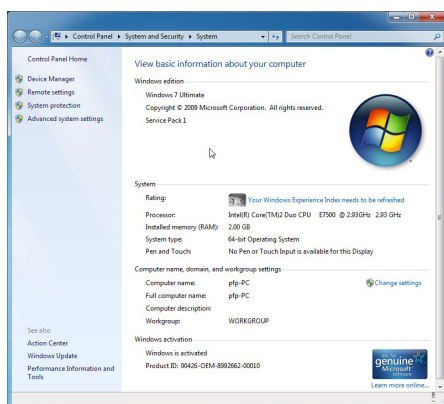 Control Panel ▸ System and Security ▸ System
Search Control Panel
Control Panel Home
Device Manager
Remote settings
System protection
Advanced system settings
See also
Action Center
Windows Update
Performance Information and
Tools
View basic information about your computer
Windows edition
Windows 7 Ultimate
Copyright © 2009 Microsoft Corporation. All rights reserved.
Service Pack 1
System
Rating: Your Windows Experience Index needs to be refreshed
Processor: Intel(R) Core(TM)2 Duo CPU E7500 @ 2.93GHz 2.93 GHz
Installed memory (RAM): 2.00 GB
System type: 64-bit Operating System
Pen and Touch: No Pen or Touch Input is available for this Display
Computer name, domain, and workgroup settings
Computer name: pfp-PC
Change settings
Full computer name: pfp-PC
Computer description:
Workgroup: WORKGROUP
Windows activation
Windows is activated
Product ID: 00426-OEM-8992662-00010
ask for
genuine
Microsoft
software
Learn more online...